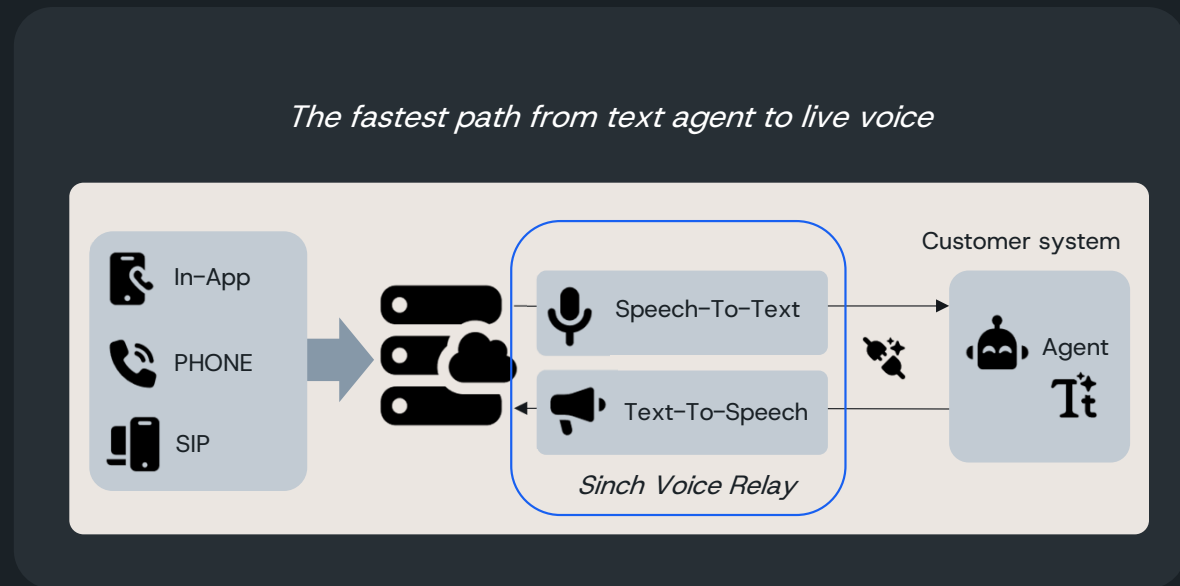 The fastest path from text agent to live voice
In-App
PHONE
SIP
Speech-To-Text
Text-To-Speech
Sinch Voice Relay
Customer system
Agent
Tt